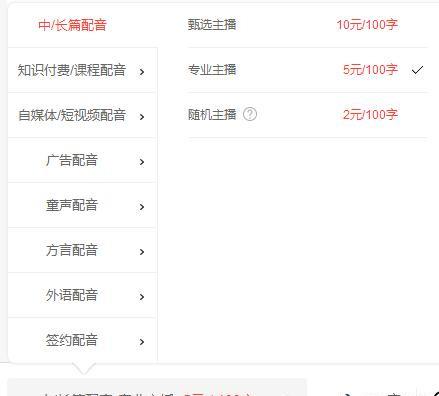 中/长篇配音
甄选主播 10元/100字
知识付费/课程配音
专业主播 5元/100字
自媒体/短视频配音
随机主播 ? 2元/100字
广告配音
童声配音
方言配音
外语配音
签约配音